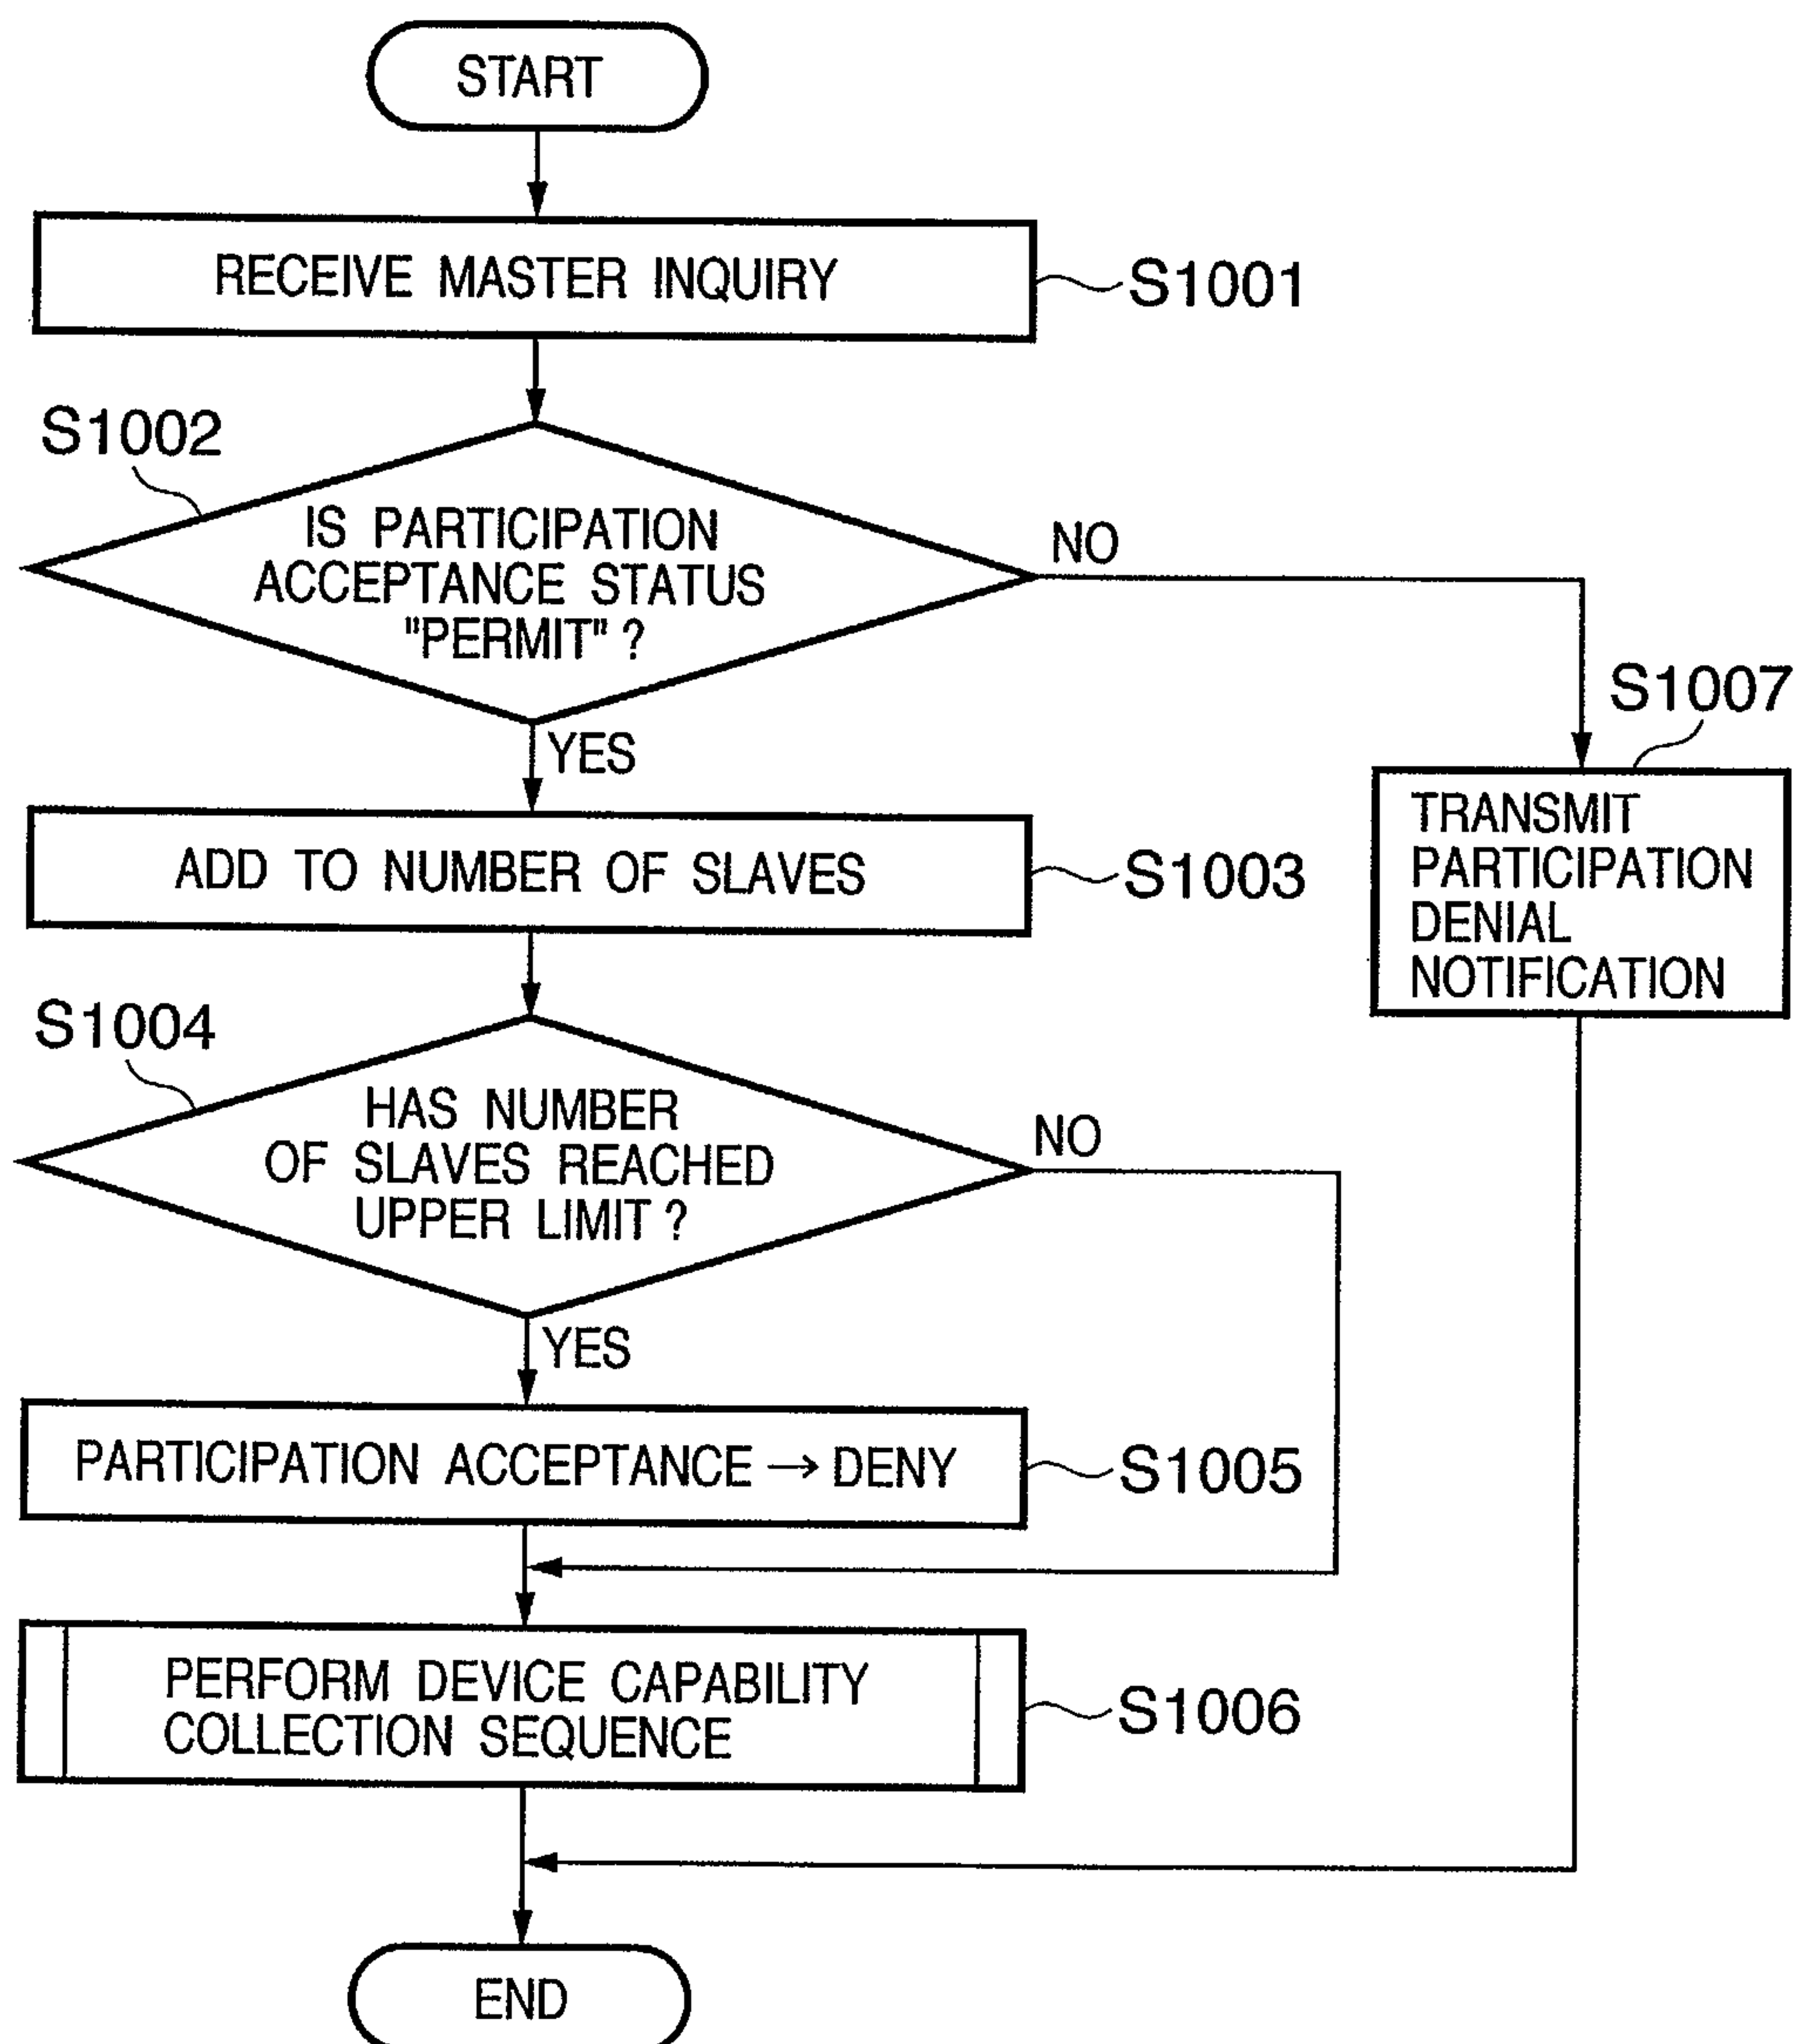 START
RECEIVE MASTER INQUIRY
S1001
S1002
IS PARTICIPATION
ACCEPTANCE STATUS
"PERMIT" ?
NO
YES
S1007
TRANSMIT
PARTICIPATION
DENIAL
NOTIFICATION
ADD TO NUMBER OF SLAVES
S1003
S1004
HAS NUMBER
OF SLAVES REACHED
UPPER LIMIT ?
NO
YES
PARTICIPATION ACCEPTANCE → DENY
S1005
PERFORM DEVICE CAPABILITY
COLLECTION SEQUENCE
S1006
END